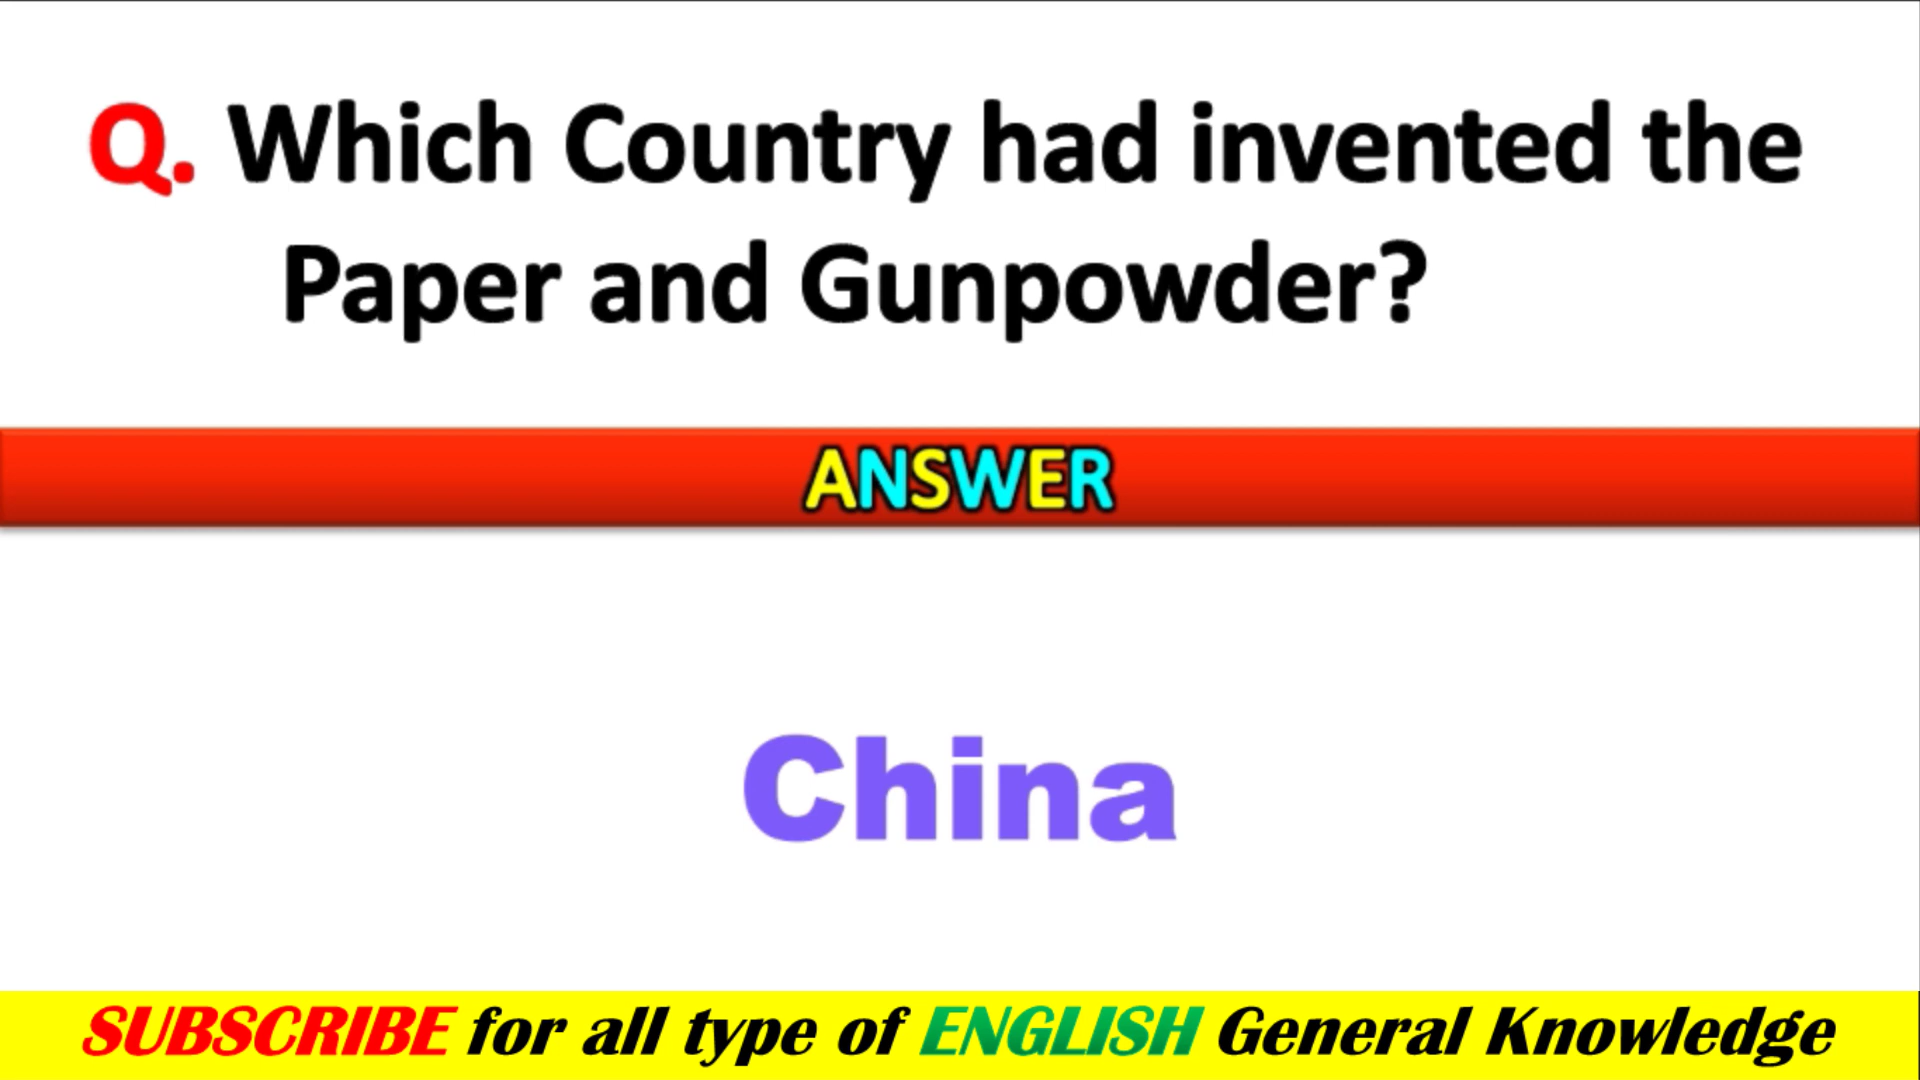 Q. Which Country had invented the
Paper and Gunpowder?
ANSWER
China
SUBSCRIBE for all type of ENGLISH General Knowledge